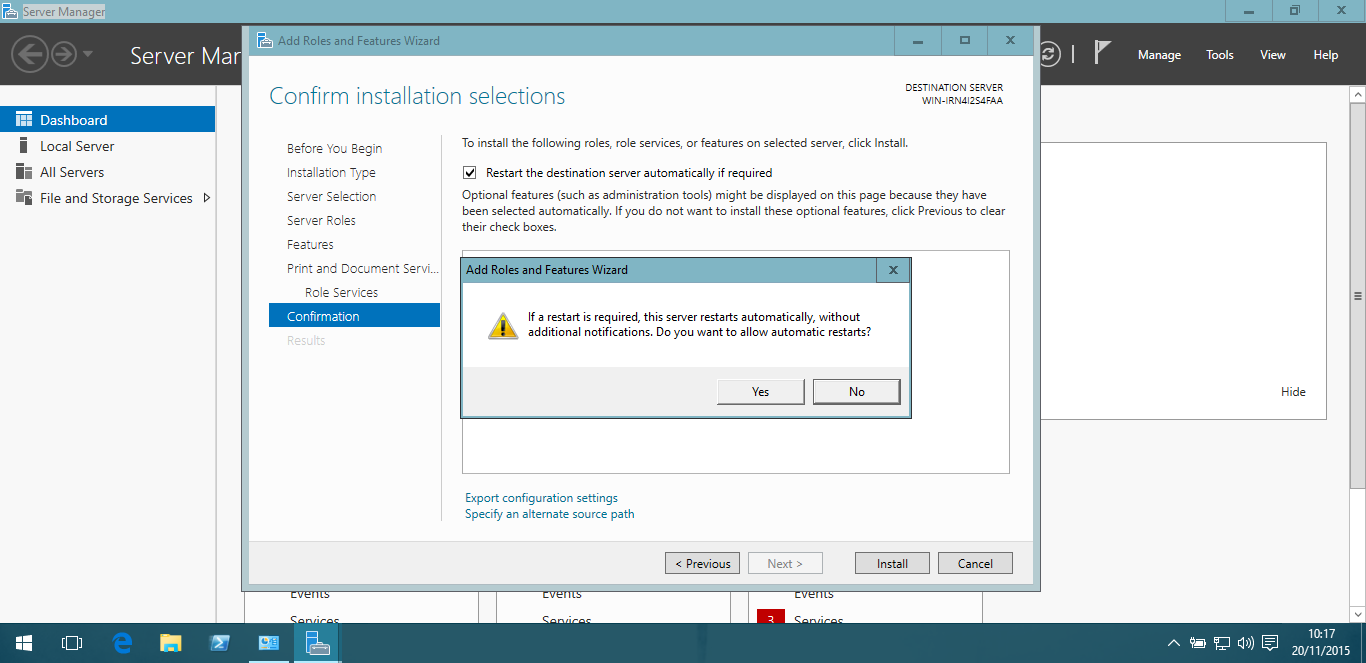 Server Manager
Add Roles and Features Wizard
Server Mar
Manage
Tools
View
Help
Confirm installation selections
DESTINATION SERVER
WIN-IRN4I2S4FAA
Dashboard
Local Server
All Servers
File and Storage Services
Before You Begin
Installation Type
Server Selection
Server Roles
Features
Print and Document Servi...
Role Services
Confirmation
Results
To install the following roles, role services, or features on selected server, click Install.
Restart the destination server automatically if required
Optional features (such as administration tools) might be displayed on this page because they have
been selected automatically. If you do not want to install these optional features, click Previous to clear
their check boxes.
Add Roles and Features Wizard
If a restart is required, this server restarts automatically, without
additional notifications. Do you want to allow automatic restarts?
Yes
No
Hide
Export configuration settings
Specify an alternate source path
< Previous
Next >
Install
Cancel
Events
Events
Events
Services
Services
3
Services
10:17
20/11/2015